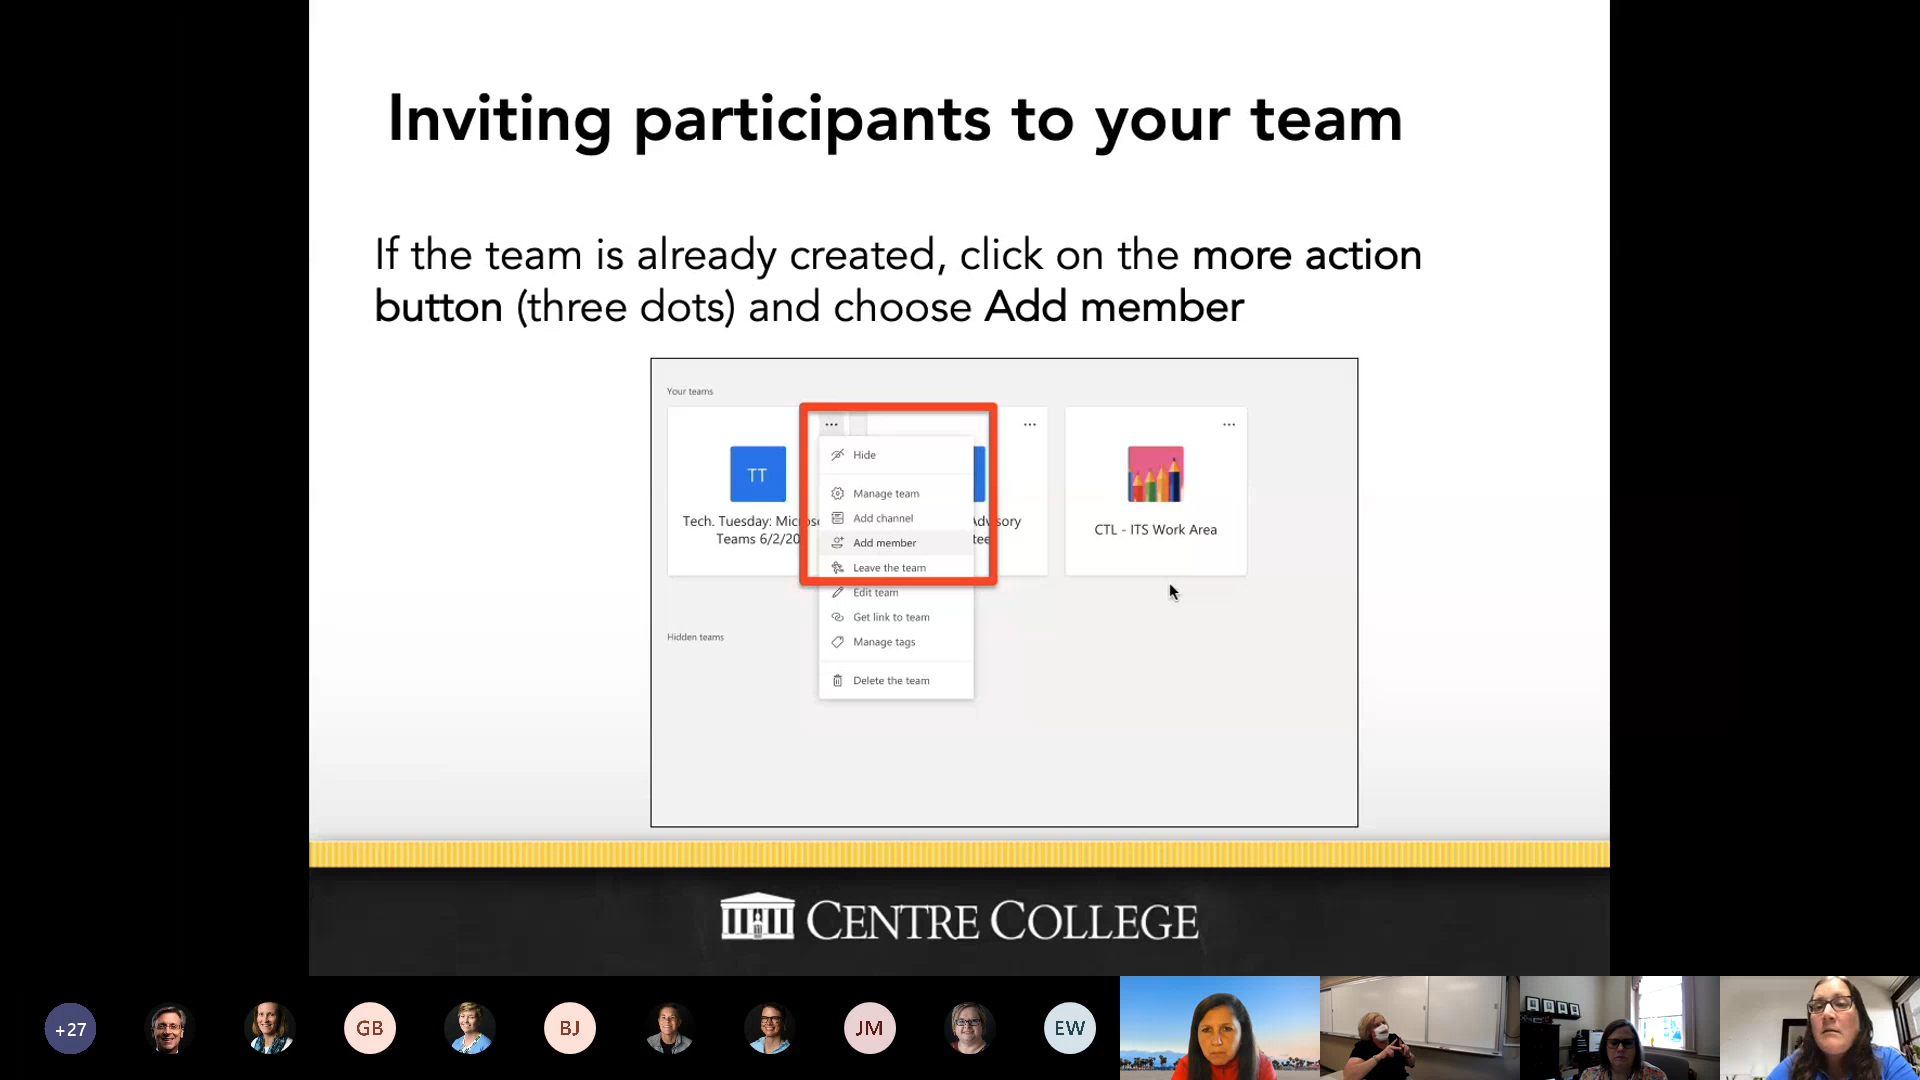 Inviting participants to your team
If the team is already created, click on the more action
button (three dots) and choose Add member
Your teams
TT
Tech. Tuesday: Micros
Teams 6/2/20
Hide
Manage team
Add channel
Add member
Leave the team
Edit team
Get link to team
Manage tags
Delete the team
Advisory
tee
CTL - ITS Work Area
Hidden teams
CENTRE COLLEGE
+27
GB
BJ
JM
EW